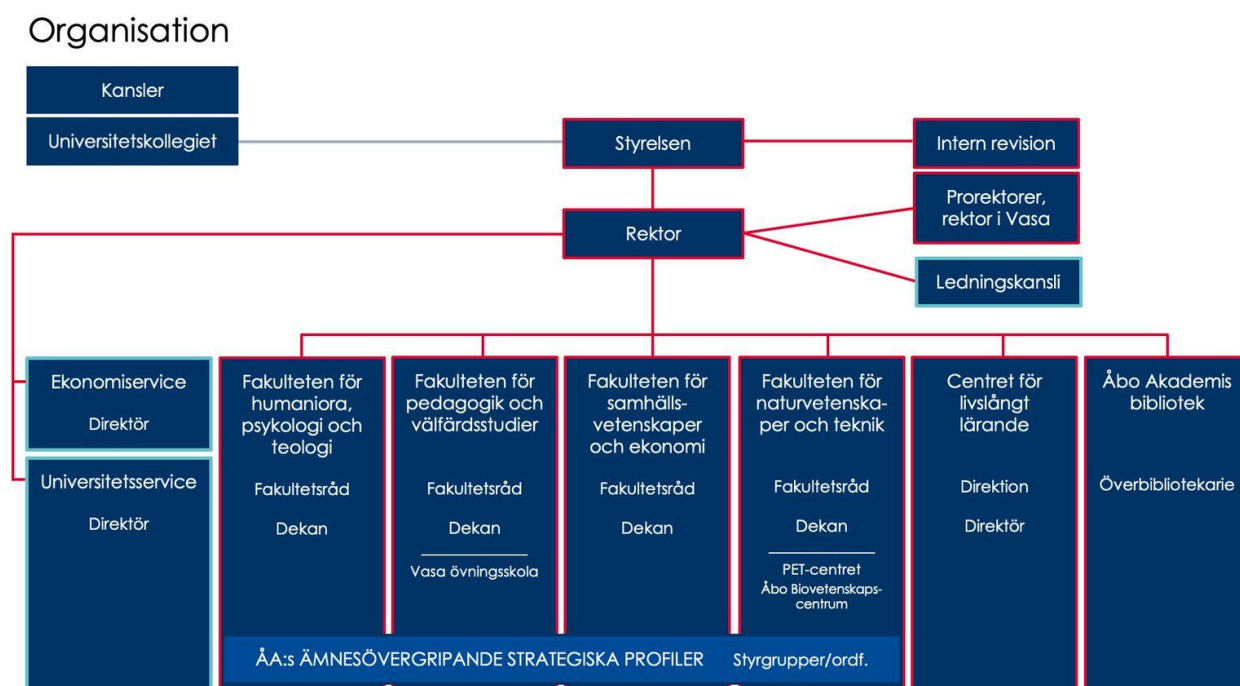 Organisation
Kansler
Universitetskollegiet
Styrelsen
Intern revision
Prorektorer,
rektor i Vasa
Rektor
Ledningskansli
Ekonomiservice
Direktör
Universitetsservice
Direktör
Fakulteten för
humaniora,
psykologi och
teologi
Fakultetsråd
Dekan
Fakulteten för
pedagogik och
välfärdsstudier
Fakultetsråd
Dekan
Vasa övningsskola
Fakulteten för
samhälls-
vetenskaper
och ekonomi
Fakultetsråd
Dekan
Fakulteten för
naturvetenska-
per och teknik
Fakultetsråd
Dekan
PET-centret
Åbo Biovetenskaps-
centrum
Centret för
livslångt
lärande
Direktion
Direktör
Åbo Akademis
bibliotek
Överbibliotekarie
ÅA:s ÄMNESÖVERGRIPANDE STRATEGISKA PROFILER Styrgrupper/ordf.